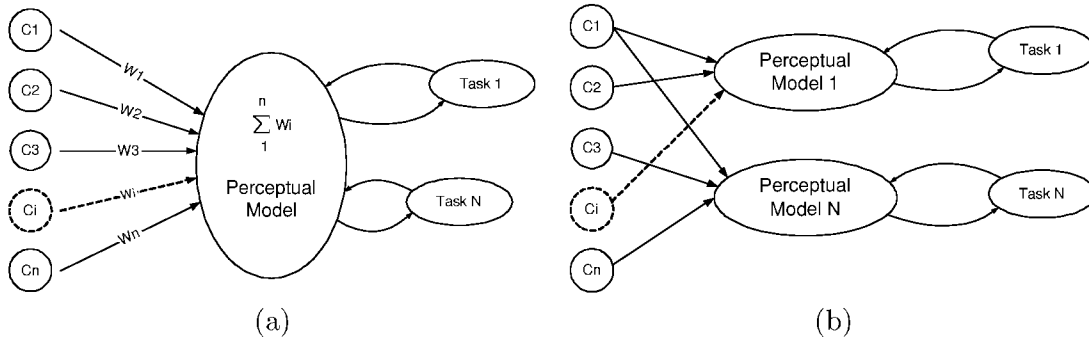 C1
C2
C3
Ci
Cn
W1
W2
W3
Wi
Wn
n
∑ Wi
1
Perceptual
Model
Task 1
Task N
(a)
C1
C2
C3
Ci
Cn
Perceptual
Model 1
Perceptual
Model N
Task 1
Task N
(b)